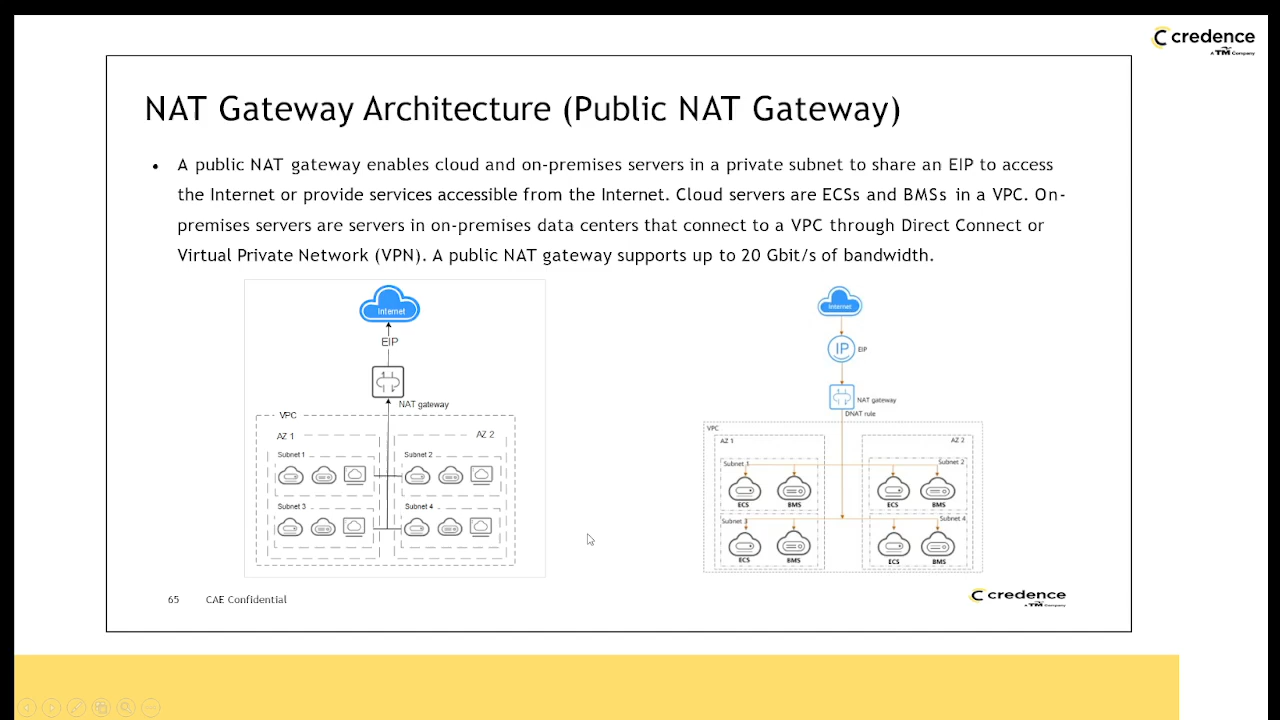 credence
A TM Company
NAT Gateway Architecture (Public NAT Gateway)
• A public NAT gateway enables cloud and on-premises servers in a private subnet to share an EIP to access
the Internet or provide services accessible from the Internet. Cloud servers are ECSs and BMSs in a VPC. On-
premises servers are servers in on-premises data centers that connect to a VPC through Direct Connect or
Virtual Private Network (VPN). A public NAT gateway supports up to 20 Gbit/s of bandwidth.
Internet
EIP
NAT gateway
VPC
AZ 1
AZ 2
Subnet 1
Subnet 2
Subnet 3
Subnet 4
Internet
IP
EIP
NAT gateway
DNAT rule
VPC
AZ 1
AZ 2
Subnet 1
Subnet 2
ECS
BMS
ECS
BMS
Subnet 3
Subnet 4
ECS
BMS
ECS
BMS
65
CAE Confidential
credence
A TM Company